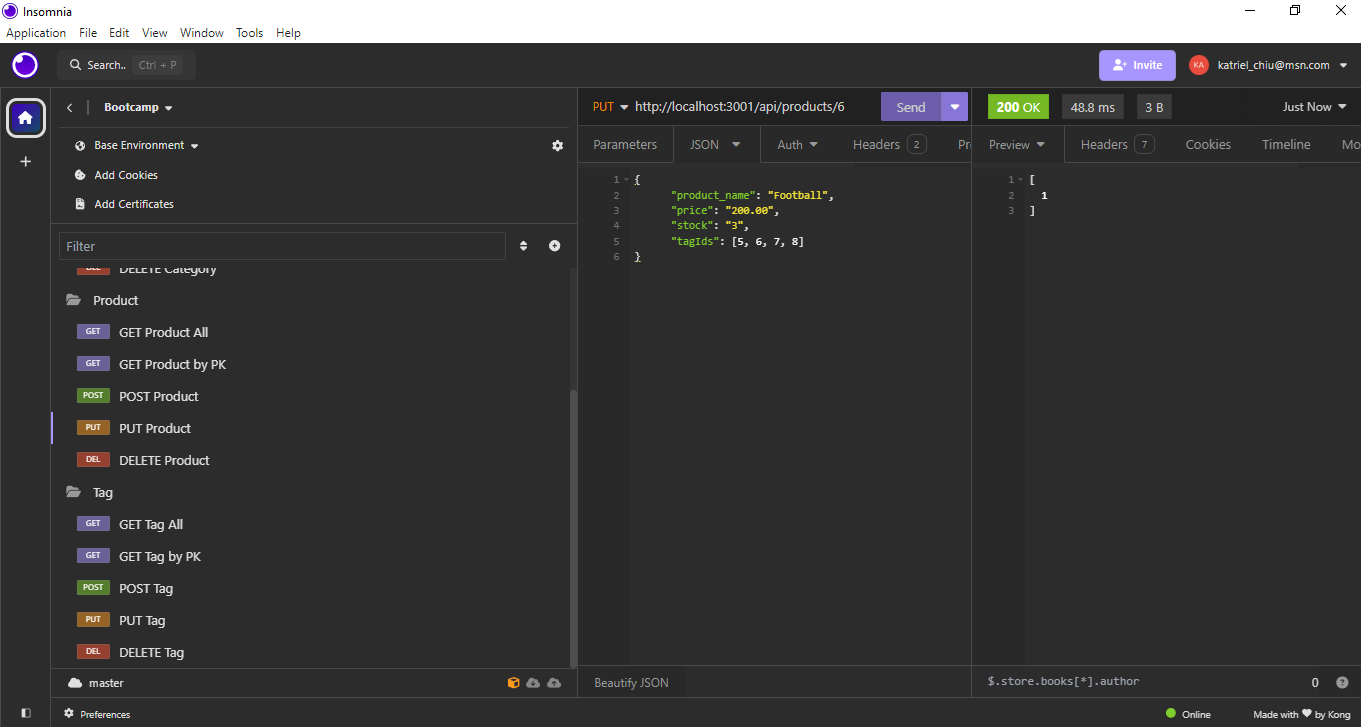 Insomnia
Application File Edit View Window Tools Help
Search.. Ctrl + P
Invite
KA katriel_chiu@msn.com
Bootcamp
Base Environment
Add Cookies
Add Certificates
Filter
DEL DELETE Category
Product
GET GET Product All
GET GET Product by PK
POST POST Product
PUT PUT Product
DEL DELETE Product
Tag
GET GET Tag All
GET GET Tag by PK
POST POST Tag
PUT PUT Tag
DEL DELETE Tag
master
Preferences
PUT http://localhost:3001/api/products/6 Send
Parameters JSON Auth Headers 2 Pr
1 {
2 "product_name": "Football",
3 "price": "200.00",
4 "stock": "3",
5 "tagIds": [5, 6, 7, 8]
6 }
Beautify JSON
200 OK 48.8 ms 3 B Just Now
Preview Headers 7 Cookies Timeline Mo
1 [
2 1
3 ]
$.store.books[*].author 0 ?
Online Made with ♥ by Kong